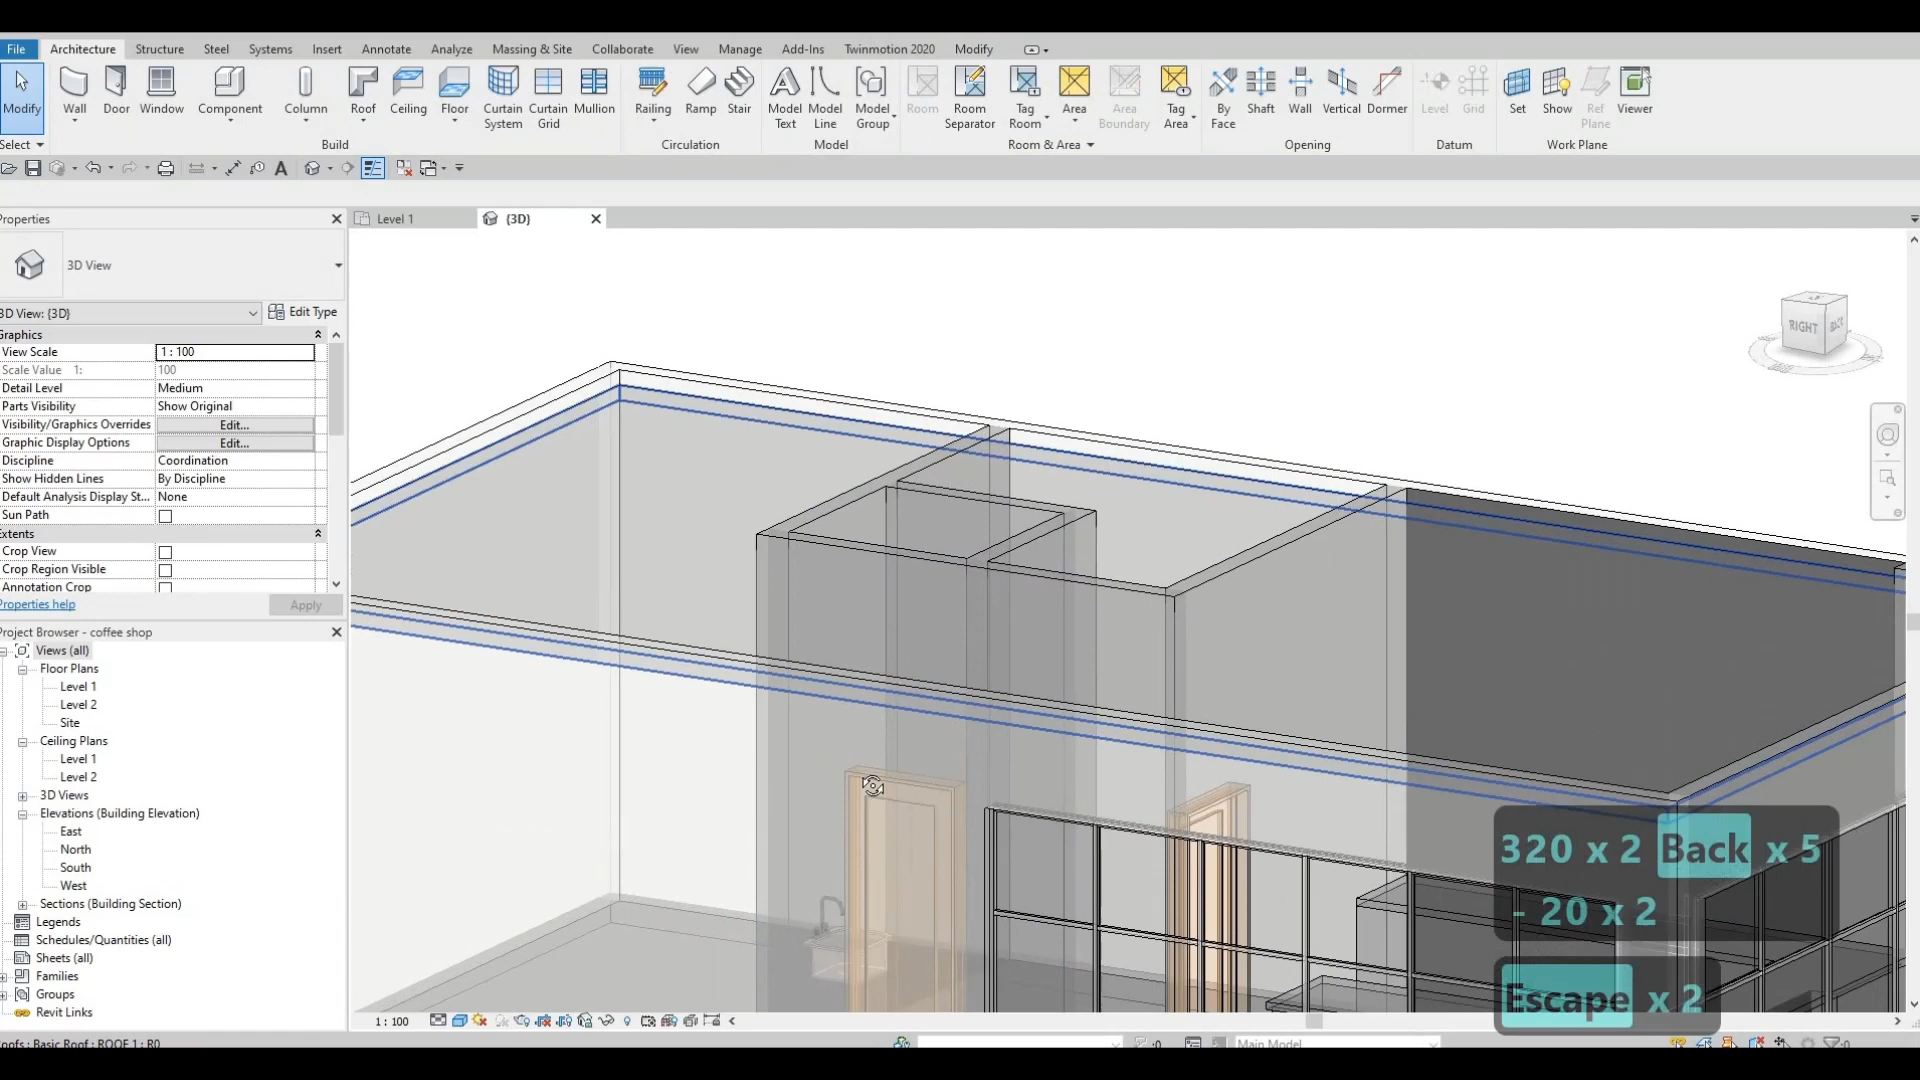 File Architecture Structure Steel Systems Insert Annotate Analyze Massing & Site Collaborate View Manage Add-Ins Twinmotion 2020 Modify
Modify Wall Door Window Component Column Roof Ceiling Floor Curtain System Curtain Grid Mullion Railing Ramp Stair Model Text Model Line Model Group Room Room Separator Tag Room Area Area Boundary Tag Area By Face Shaft Wall Vertical Dormer Level Grid Set Show Ref Plane Viewer
Select Build Circulation Model Room & Area Opening Datum Work Plane
Properties
Level 1
{3D}
3D View
3D View: {3D}
Edit Type
Graphics
View Scale 1 : 100
Scale Value 1: 100
Detail Level Medium
Parts Visibility Show Original
Visibility/Graphics Overrides Edit...
Graphic Display Options Edit...
Discipline Coordination
Show Hidden Lines By Discipline
Default Analysis Display St... None
Sun Path
Extents
Crop View
Crop Region Visible
Annotation Crop
Properties help
Apply
Project Browser - coffee shop
Views (all)
Floor Plans
Level 1
Level 2
Site
Ceiling Plans
Level 1
Level 2
3D Views
Elevations (Building Elevation)
East
North
South
West
Sections (Building Section)
Legends
Schedules/Quantities (all)
Sheets (all)
Families
Groups
Revit Links
RIGHT
BACK
320 x 2 Back x 5
- 20 x 2
Escape x 2
1 : 100
oofs : Basic Roof : ROOF 1 : R0
:0
Main Model
:0